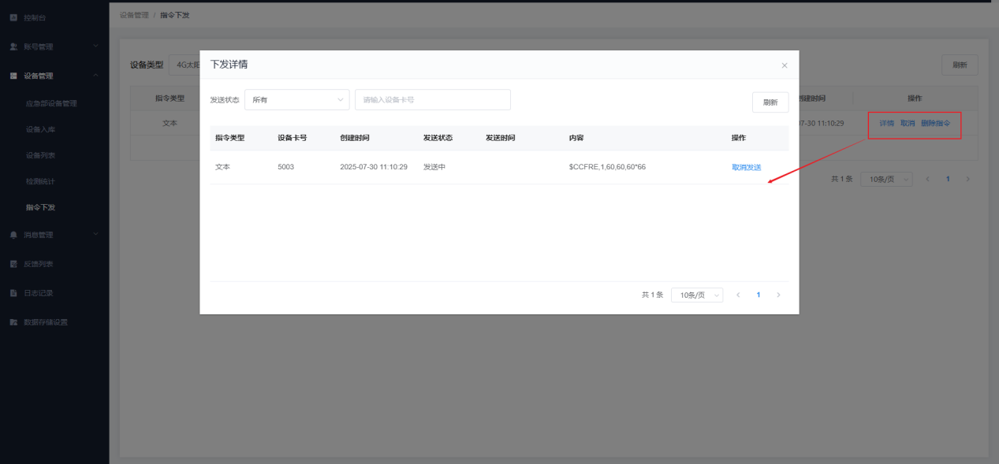 控制台
账号管理
设备管理
应急部设备管理
设备入库
设备列表
检测统计
指令下发
消息管理
反馈列表
日志记录
数据存储设置
设备管理 / 指令下发
设备类型 4G太阳
刷新
指令类型 创建时间 操作
文本 07-30 11:10:29 详情 取消 删除指令
共 1 条 10条/页 1
下发详情
发送状态 所有 请输入设备卡号 刷新
指令类型 设备卡号 创建时间 发送状态 发送时间 内容 操作
文本 5003 2025-07-30 11:10:29 发送中 $CCFRE,1,60,60,60*66 取消发送
共 1 条 10条/页 1